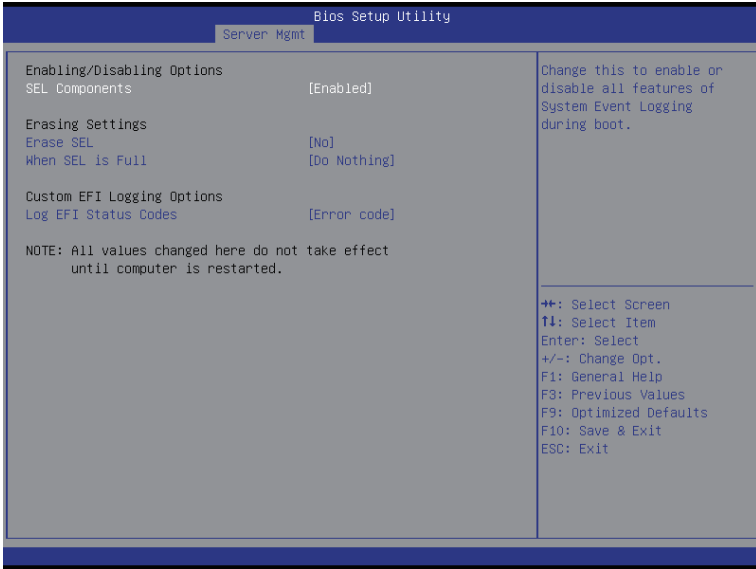 Bios Setup Utility
Server Mgmt
Enabling/Disabling Options
SEL Components [Enabled]
Erasing Settings
Erase SEL [No]
When SEL is Full [Do Nothing]
Custom EFI Logging Options
Log EFI Status Codes [Error code]
NOTE: All values changed here do not take effect
until computer is restarted.
Change this to enable or
disable all features of
System Event Logging
during boot.
→←: Select Screen
↑↓: Select Item
Enter: Select
+/-: Change Opt.
F1: General Help
F3: Previous Values
F9: Optimized Defaults
F10: Save & Exit
ESC: Exit